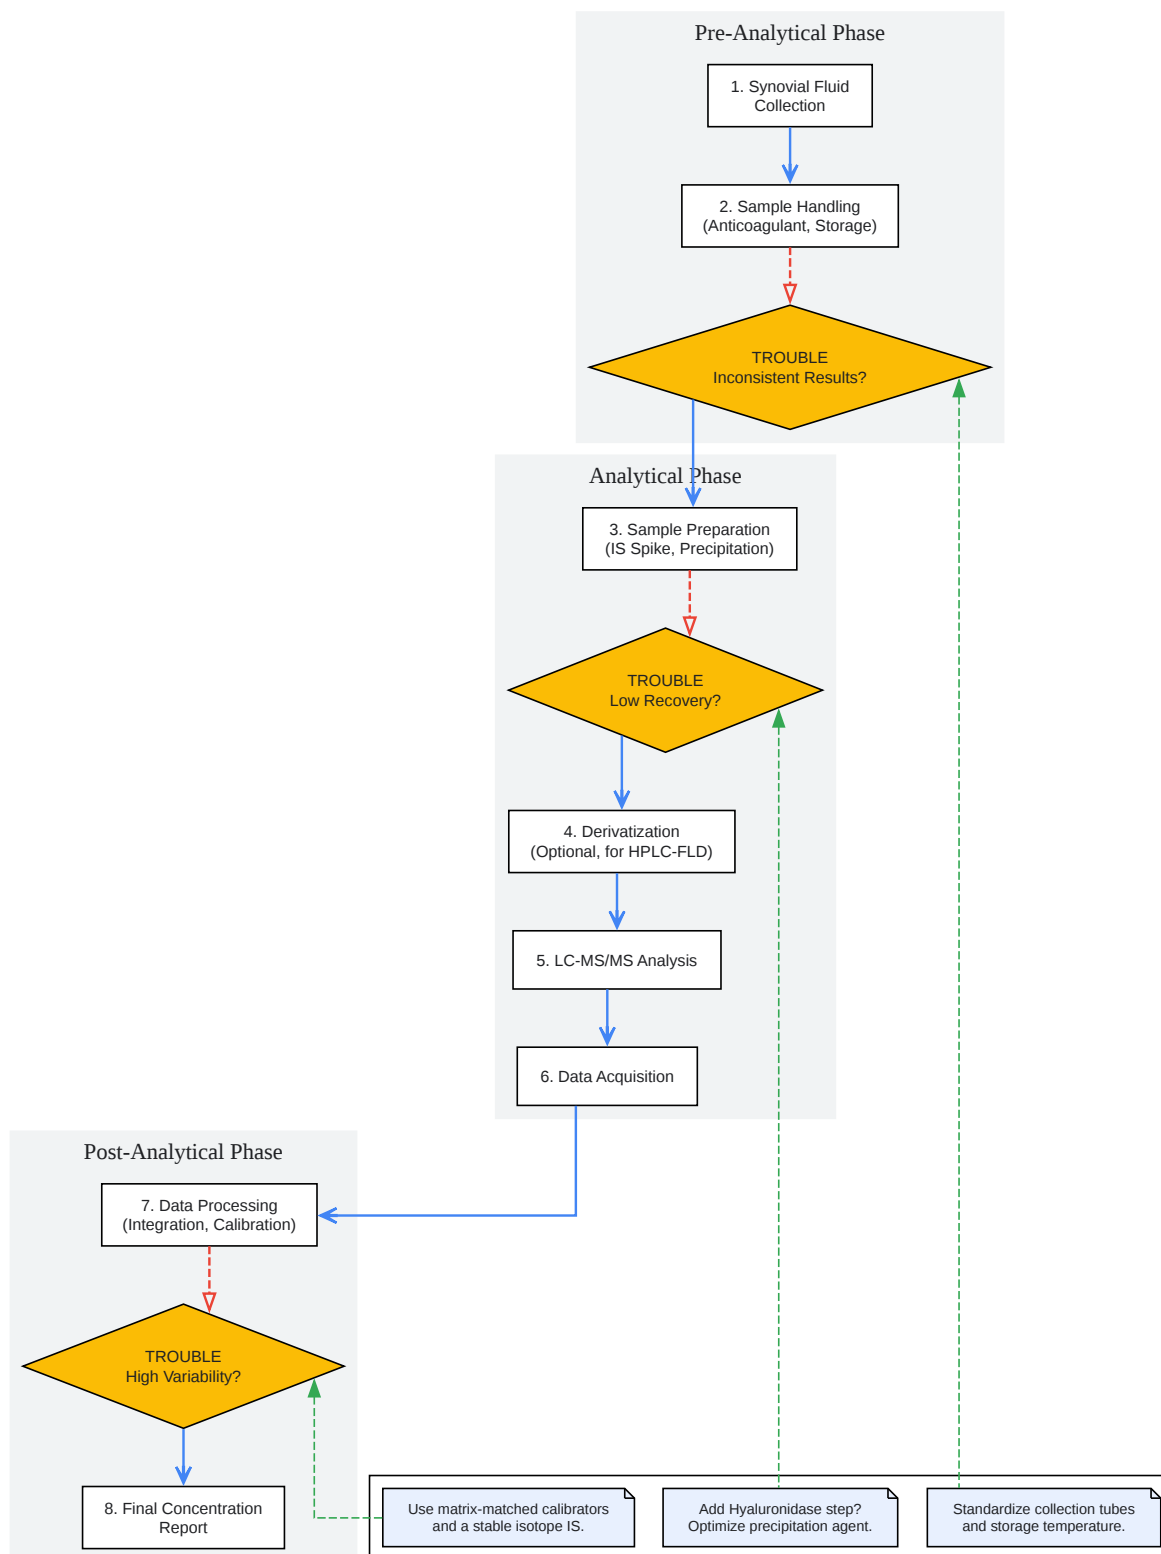 Pre-Analytical Phase
1. Synovial Fluid
Collection
2. Sample Handling
(Anticoagulant, Storage)
TROUBLE
Inconsistent Results?
Analytical Phase
3. Sample Preparation
(IS Spike, Precipitation)
TROUBLE
Low Recovery?
4. Derivatization
(Optional, for HPLC-FLD)
5. LC-MS/MS Analysis
6. Data Acquisition
Post-Analytical Phase
7. Data Processing
(Integration, Calibration)
TROUBLE
High Variability?
8. Final Concentration
Report
Use matrix-matched calibrators
and a stable isotope IS.
Add Hyaluronidase step?
Optimize precipitation agent.
Standardize collection tubes
and storage temperature.